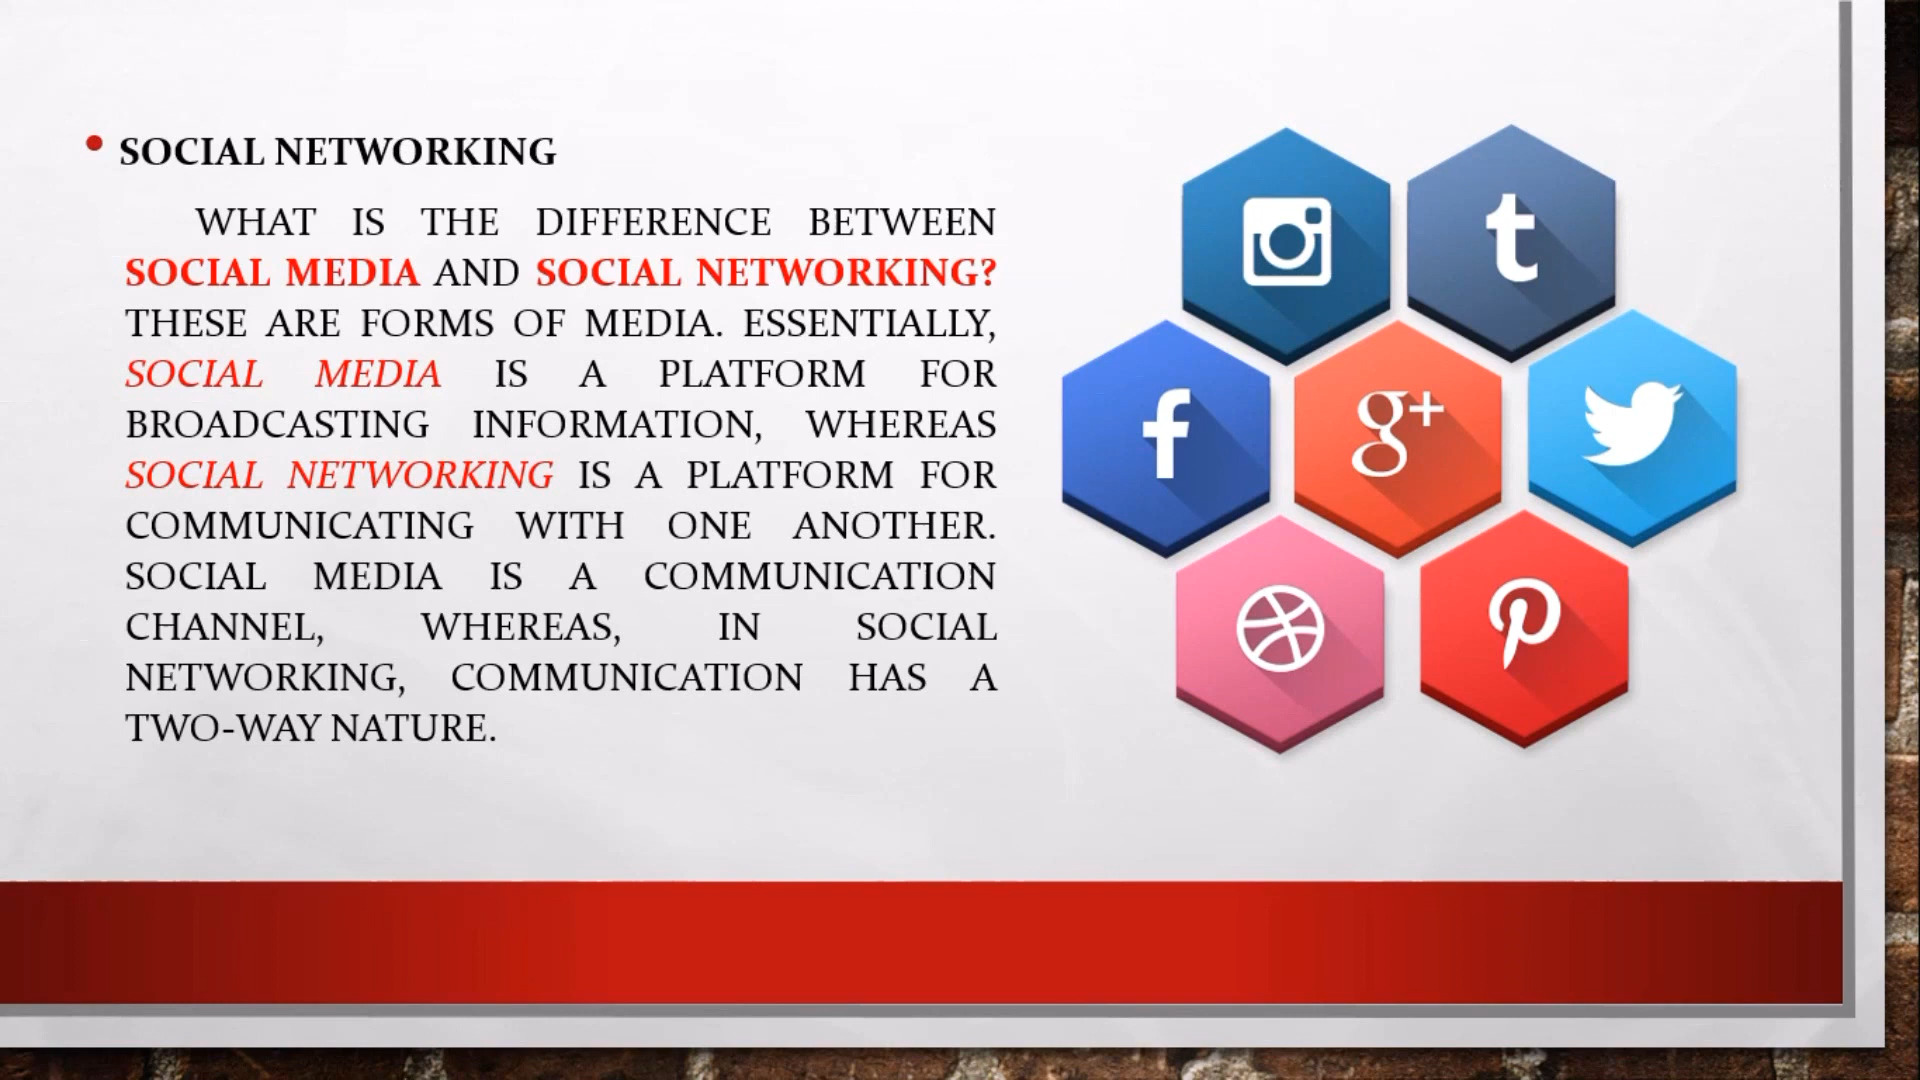 • SOCIAL NETWORKING
WHAT IS THE DIFFERENCE BETWEEN
SOCIAL MEDIA AND SOCIAL NETWORKING?
THESE ARE FORMS OF MEDIA. ESSENTIALLY,
SOCIAL MEDIA IS A PLATFORM FOR
BROADCASTING INFORMATION, WHEREAS
SOCIAL NETWORKING IS A PLATFORM FOR
COMMUNICATING WITH ONE ANOTHER.
SOCIAL MEDIA IS A COMMUNICATION
CHANNEL, WHEREAS, IN SOCIAL
NETWORKING, COMMUNICATION HAS A
TWO-WAY NATURE.
t
f
g+